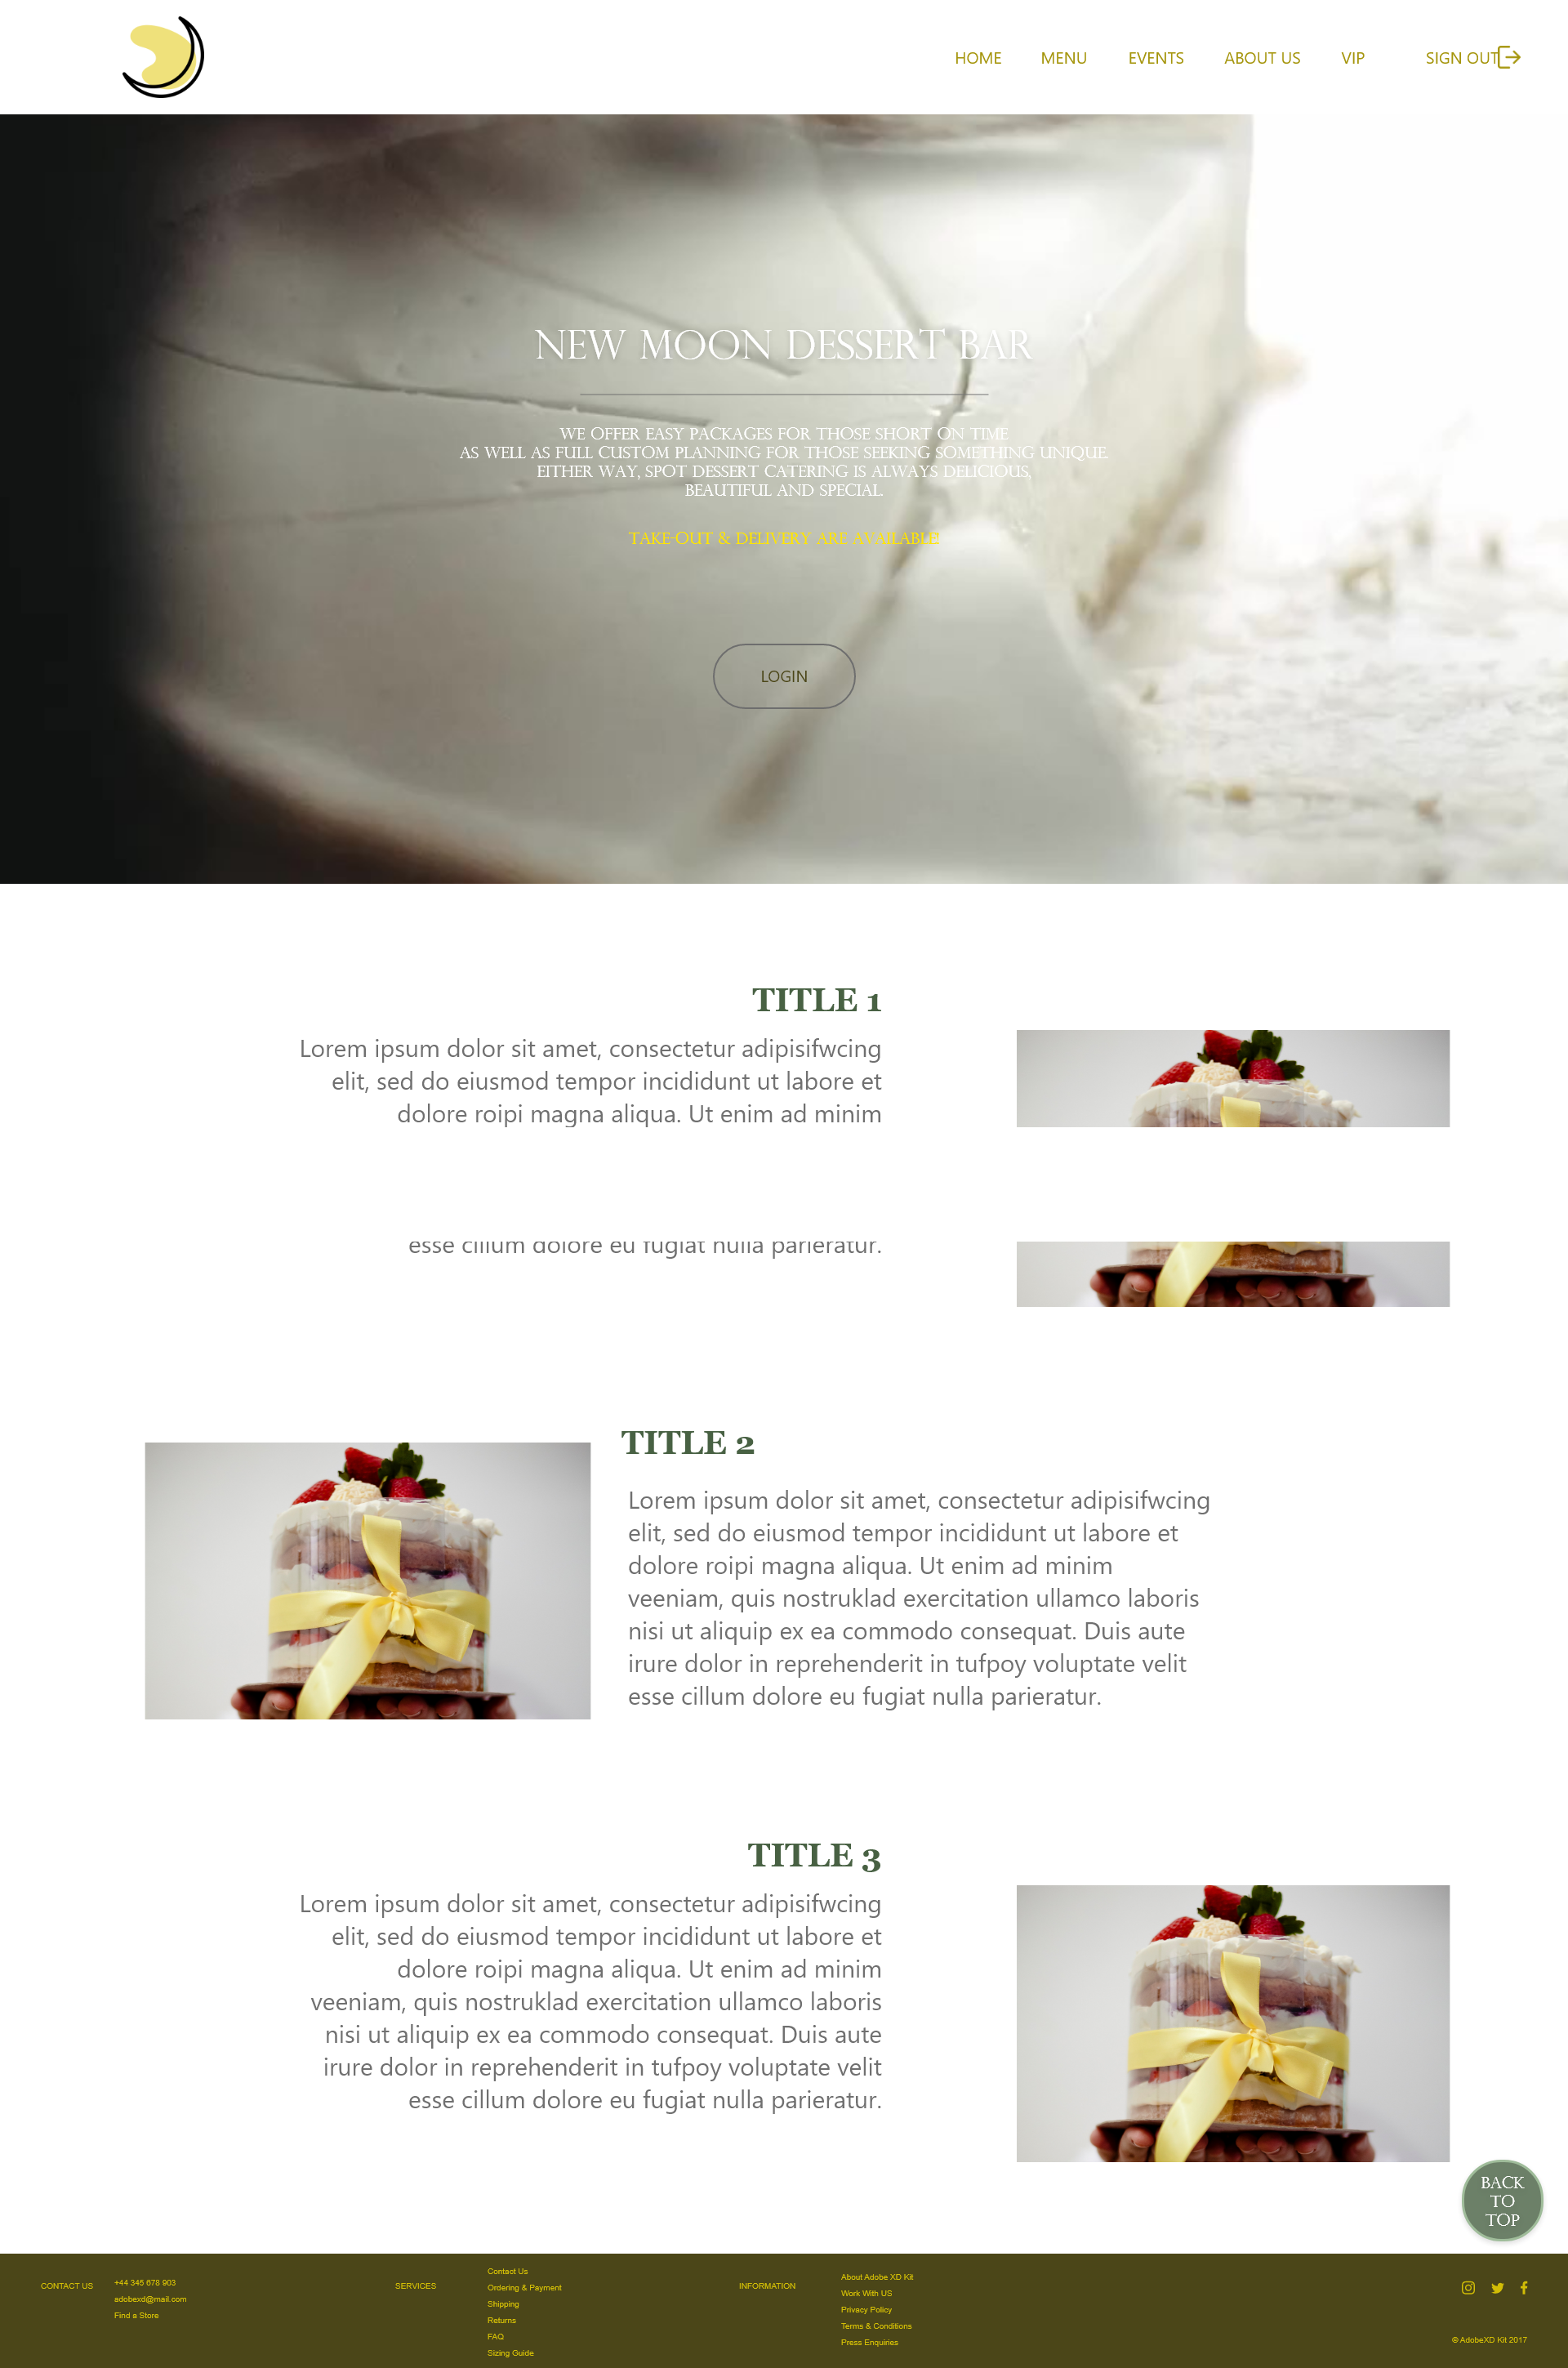 HOME MENU EVENTS ABOUT US VIP SIGN OUT
NEW MOON DESSERT BAR
WE OFFER EASY PACKAGES FOR THOSE SHORT ON TIME
AS WELL AS FULL CUSTOM PLANNING FOR THOSE SEEKING SOMETHING UNIQUE.
EITHER WAY, SPOT DESSERT CATERING IS ALWAYS DELICIOUS,
BEAUTIFUL AND SPECIAL.
TAKE-OUT & DELIVERY ARE AVAILABLE!
LOGIN
TITLE 1
Lorem ipsum dolor sit amet, consectetur adipisifwcing
elit, sed do eiusmod tempor incididunt ut labore et
dolore roipi magna aliqua. Ut enim ad minim
esse cillum dolore eu fugiat nulla parieratur.
TITLE 2
Lorem ipsum dolor sit amet, consectetur adipisifwcing
elit, sed do eiusmod tempor incididunt ut labore et
dolore roipi magna aliqua. Ut enim ad minim
veeniam, quis nostruklad exercitation ullamco laboris
nisi ut aliquip ex ea commodo consequat. Duis aute
irure dolor in reprehenderit in tufpoy voluptate velit
esse cillum dolore eu fugiat nulla parieratur.
TITLE 3
Lorem ipsum dolor sit amet, consectetur adipisifwcing
elit, sed do eiusmod tempor incididunt ut labore et
dolore roipi magna aliqua. Ut enim ad minim
veeniam, quis nostruklad exercitation ullamco laboris
nisi ut aliquip ex ea commodo consequat. Duis aute
irure dolor in reprehenderit in tufpoy voluptate velit
esse cillum dolore eu fugiat nulla parieratur.
BACK
TO
TOP
CONTACT US
+44 345 678 903
adobexd@mail.com
Find a Store
SERVICES
Contact Us
Ordering & Payment
Shipping
Returns
FAQ
Sizing Guide
INFORMATION
About Adobe XD Kit
Work With US
Privacy Policy
Terms & Conditions
Press Enquiries
© AdobeXD Kit 2017